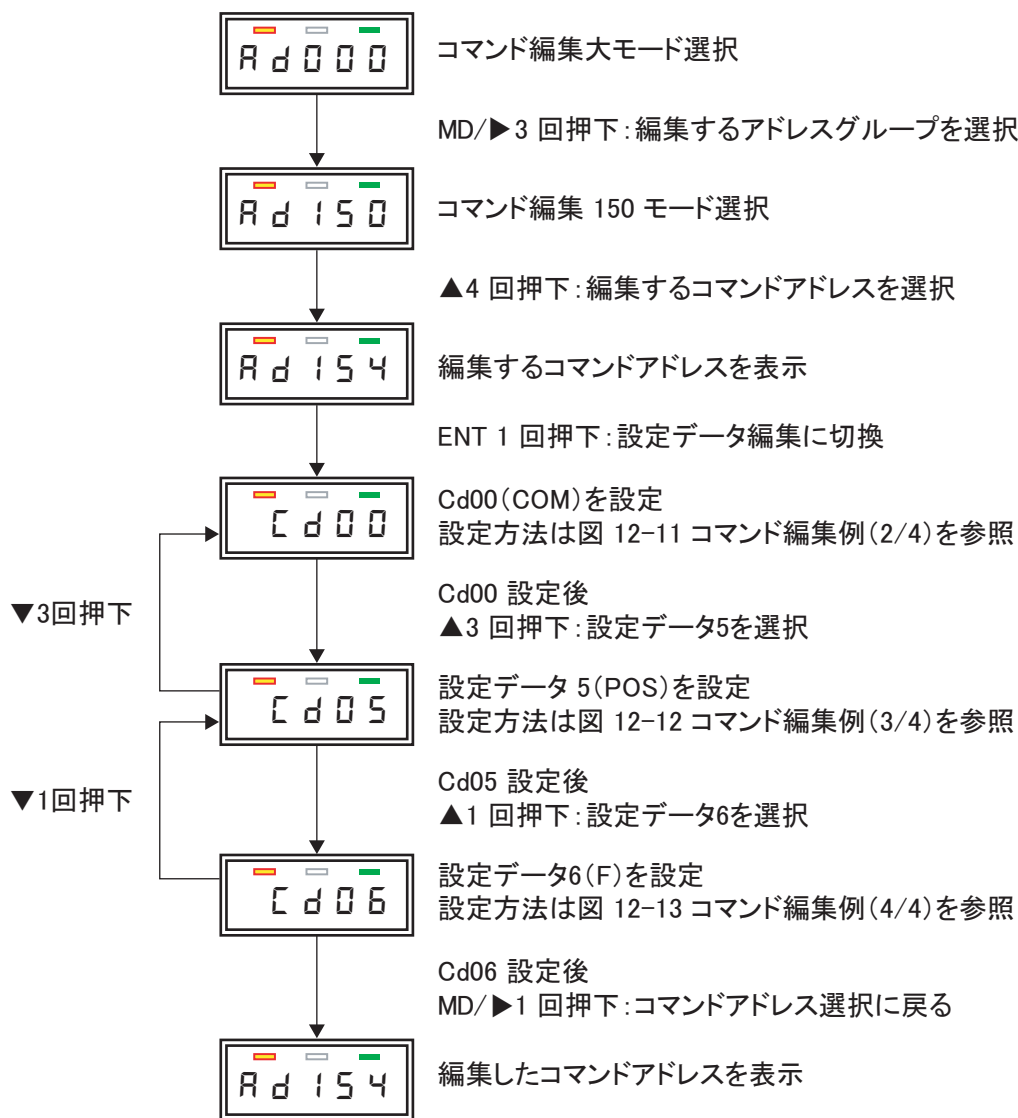 Ad000
コマンド編集大モード選択
MD/▶3 回押下:編集するアドレスグループを選択
Ad150
コマンド編集 150 モード選択
▲4 回押下:編集するコマンドアドレスを選択
Ad154
編集するコマンドアドレスを表示
ENT 1 回押下:設定データ編集に切換
Cd00
Cd00(COM)を設定
設定方法は図 12-11 コマンド編集例(2/4)を参照
▼3回押下
Cd00 設定後
▲3 回押下:設定データ5を選択
Cd05
設定データ 5(POS)を設定
設定方法は図 12-12 コマンド編集例(3/4)を参照
▼1回押下
Cd05 設定後
▲1 回押下:設定データ6を選択
Cd06
設定データ6(F)を設定
設定方法は図 12-13 コマンド編集例(4/4)を参照
Cd06 設定後
MD/▶1 回押下:コマンドアドレス選択に戻る
Ad154
編集したコマンドアドレスを表示